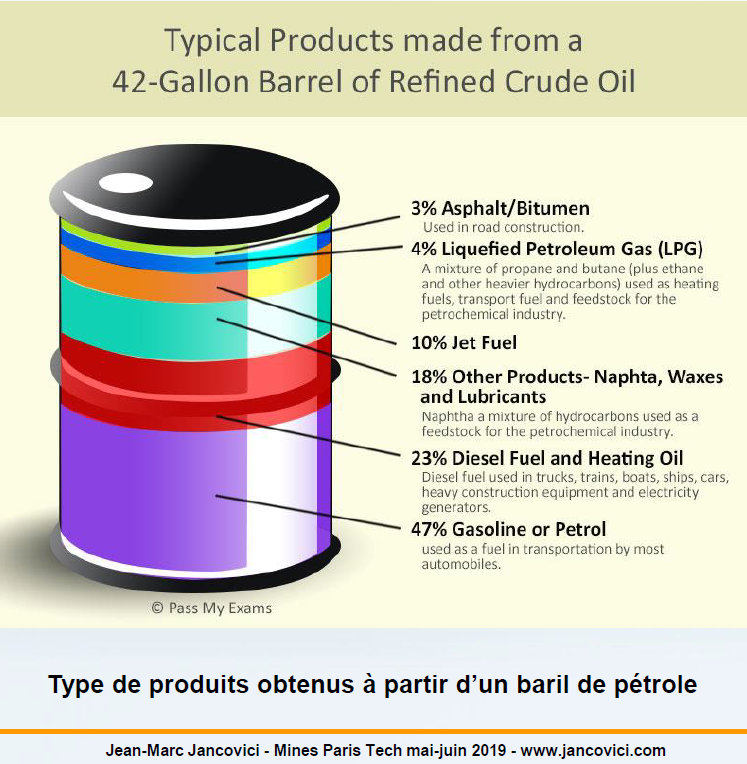 Typical Products made from a
42-Gallon Barrel of Refined Crude Oil
3% Asphalt/Bitumen
Used in road construction.
4% Liquefied Petroleum Gas (LPG)
A mixture of propane and butane (plus ethane
and other heavier hydrocarbons) used as heating
fuels, transport fuel and feedstock for the
petrochemical industry.
10% Jet Fuel
18% Other Products- Naphta, Waxes
and Lubricants
Naphtha a mixture of hydrocarbons used as a
feedstock for the petrochemical industry.
23% Diesel Fuel and Heating Oil
Diesel fuel used in trucks, trains, boats, ships, cars,
heavy construction equipment and electricity
generators.
47% Gasoline or Petrol
used as a fuel in transportation by most
automobiles.
© Pass My Exams
Type de produits obtenus à partir d’un baril de pétrole
Jean-Marc Jancovici - Mines Paris Tech mai-juin 2019 - www.jancovici.com